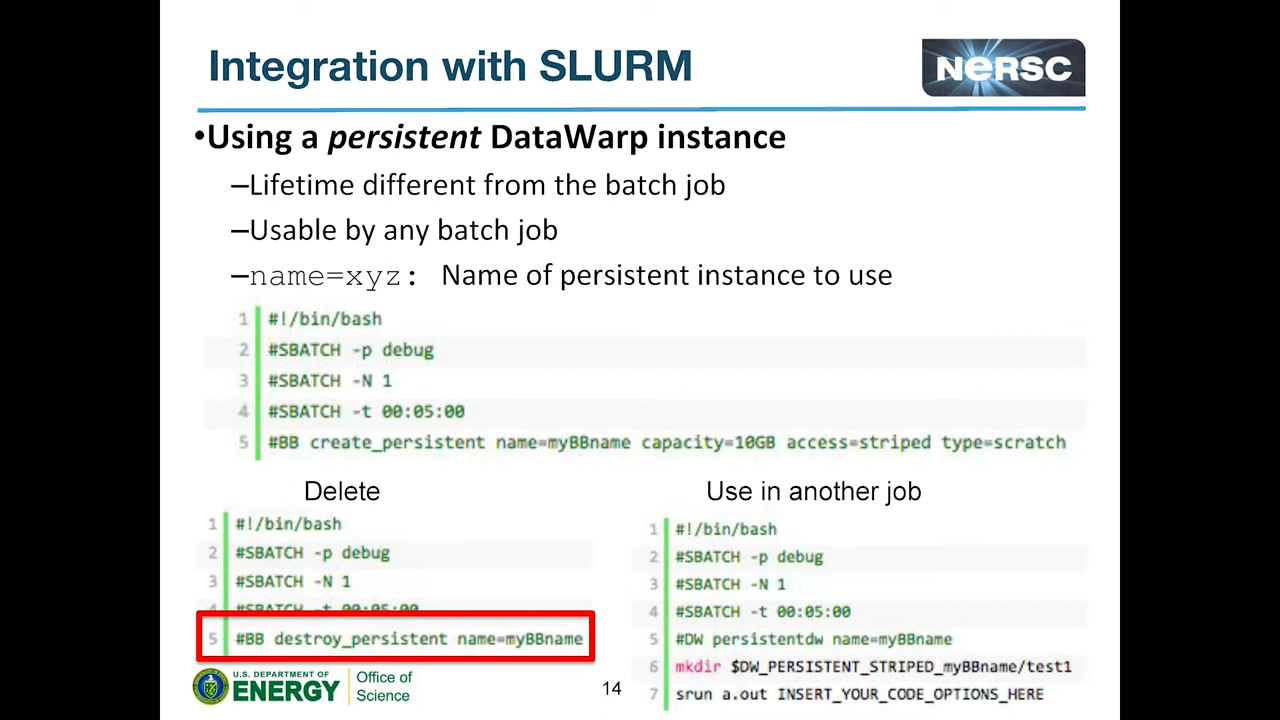 Integration with SLURM
NERSC
•Using a persistent DataWarp instance
–Lifetime different from the batch job
–Usable by any batch job
–name=xyz: Name of persistent instance to use
1 #!/bin/bash
2 #SBATCH -p debug
3 #SBATCH -N 1
4 #SBATCH -t 00:05:00
5 #BB create_persistent name=myBBname capacity=10GB access=striped type=scratch
Delete
1 #!/bin/bash
2 #SBATCH -p debug
3 #SBATCH -N 1
4 #SBATCH -t 00:05:00
5 #BB destroy_persistent name=myBBname
Use in another job
1 #!/bin/bash
2 #SBATCH -p debug
3 #SBATCH -N 1
4 #SBATCH -t 00:05:00
5 #DW persistentdw name=myBBname
6 mkdir $DW_PERSISTENT_STRIPED_myBBname/test1
7 srun a.out INSERT_YOUR_CODE_OPTIONS_HERE
U.S. DEPARTMENT OF
ENERGY
Office of
Science
14